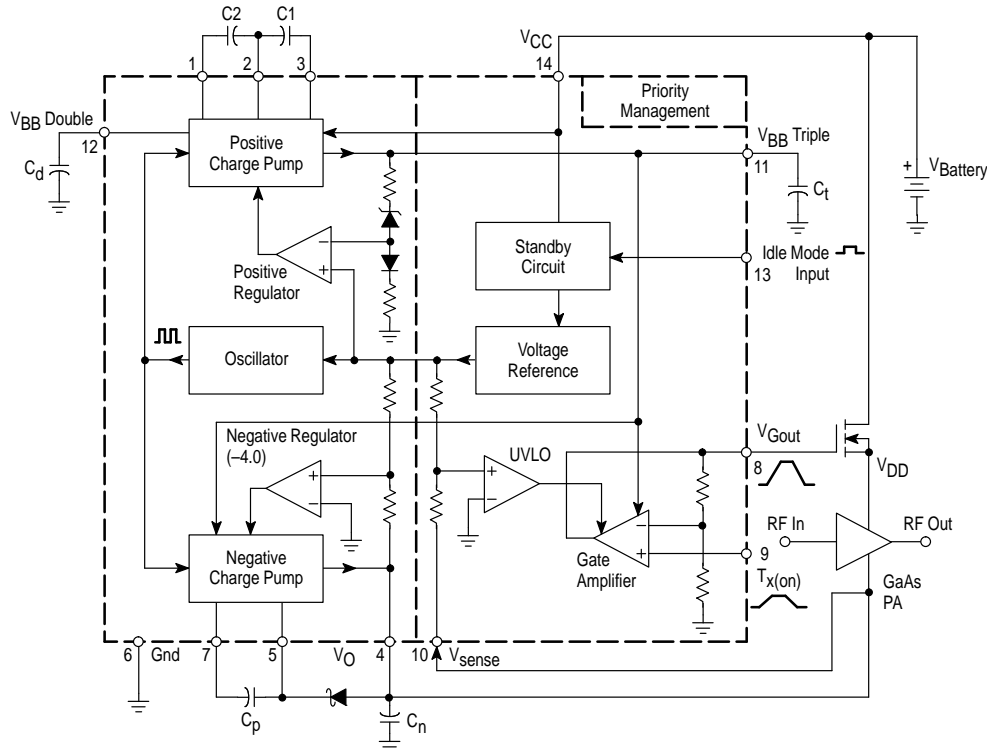 C2
C1
1
2
3
VCC
14
Priority
Management
VBB Double
12
Cd
Positive
Charge Pump
VBB Triple
11
Ct
+
VBattery
–
+
Positive
Regulator
Standby
Circuit
Idle Mode
Input
13
Oscillator
Voltage
Reference
Negative Regulator
(–4.0)
+
–
UVLO
+
–
VGout
8
VDD
RF In
RF Out
Negative
Charge Pump
Gate
Amplifier
–
+
9
Tx(on)
GaAs
PA
6
Gnd
7
5
VO
4
10
Vsense
Cp
Cn